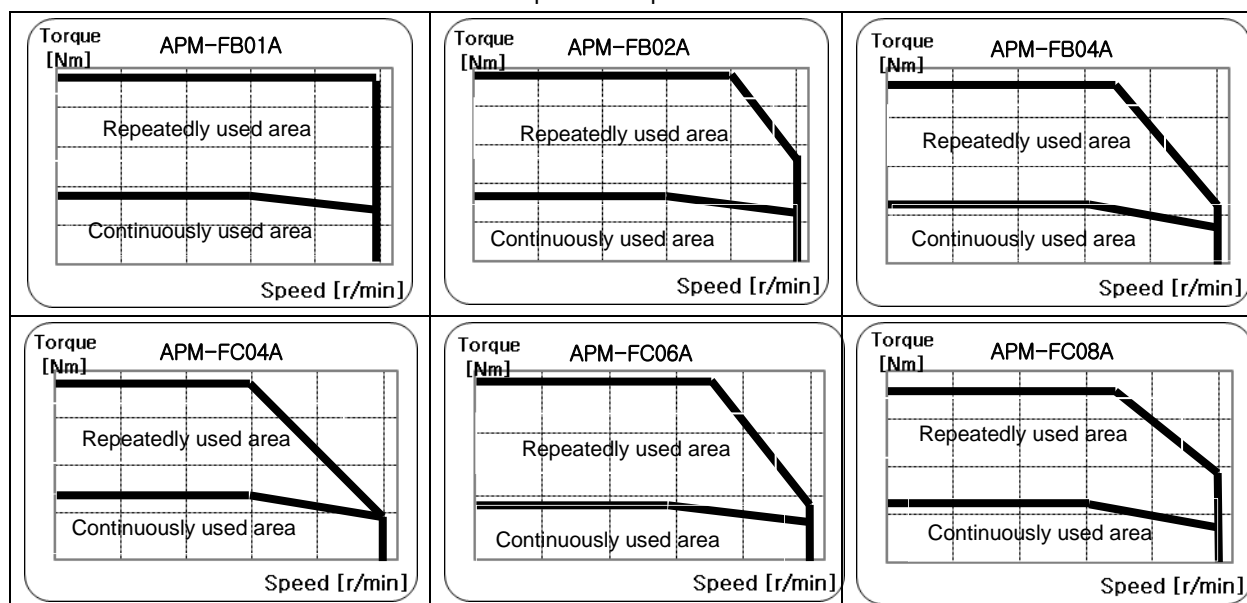 Torque
[Nm]
APM-FB01A
Repeatedly used area
Continuously used area
Speed [r/min]
Torque
[Nm]
APM-FB02A
Repeatedly used area
Continuously used area
Speed [r/min]
Torque
[Nm]
APM-FB04A
Repeatedly used area
Continuously used area
Speed [r/min]
Torque
[Nm]
APM-FC04A
Repeatedly used area
Continuously used area
Speed [r/min]
Torque
[Nm]
APM-FC06A
Repeatedly used area
Continuously used area
Speed [r/min]
Torque
[Nm]
APM-FC08A
Repeatedly used area
Continuously used area
Speed [r/min]